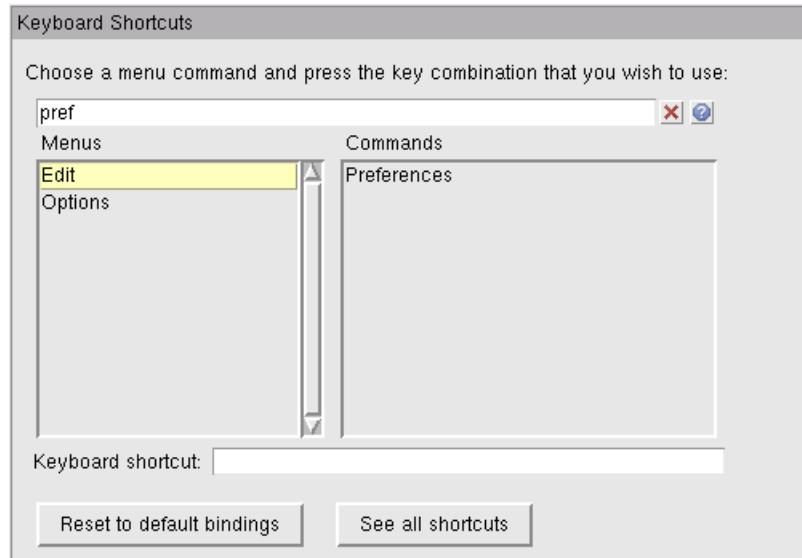 Keyboard Shortcuts
Choose a menu command and press the key combination that you wish to use:
pref
Menus
Commands
Edit
Preferences
Options
Keyboard shortcut:
Reset to default bindings
See all shortcuts